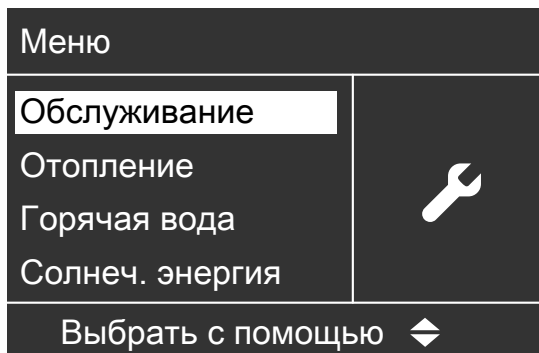 Меню
Обслуживание
Отопление
Горячая вода
Солнеч. энергия
Выбрать с помощью